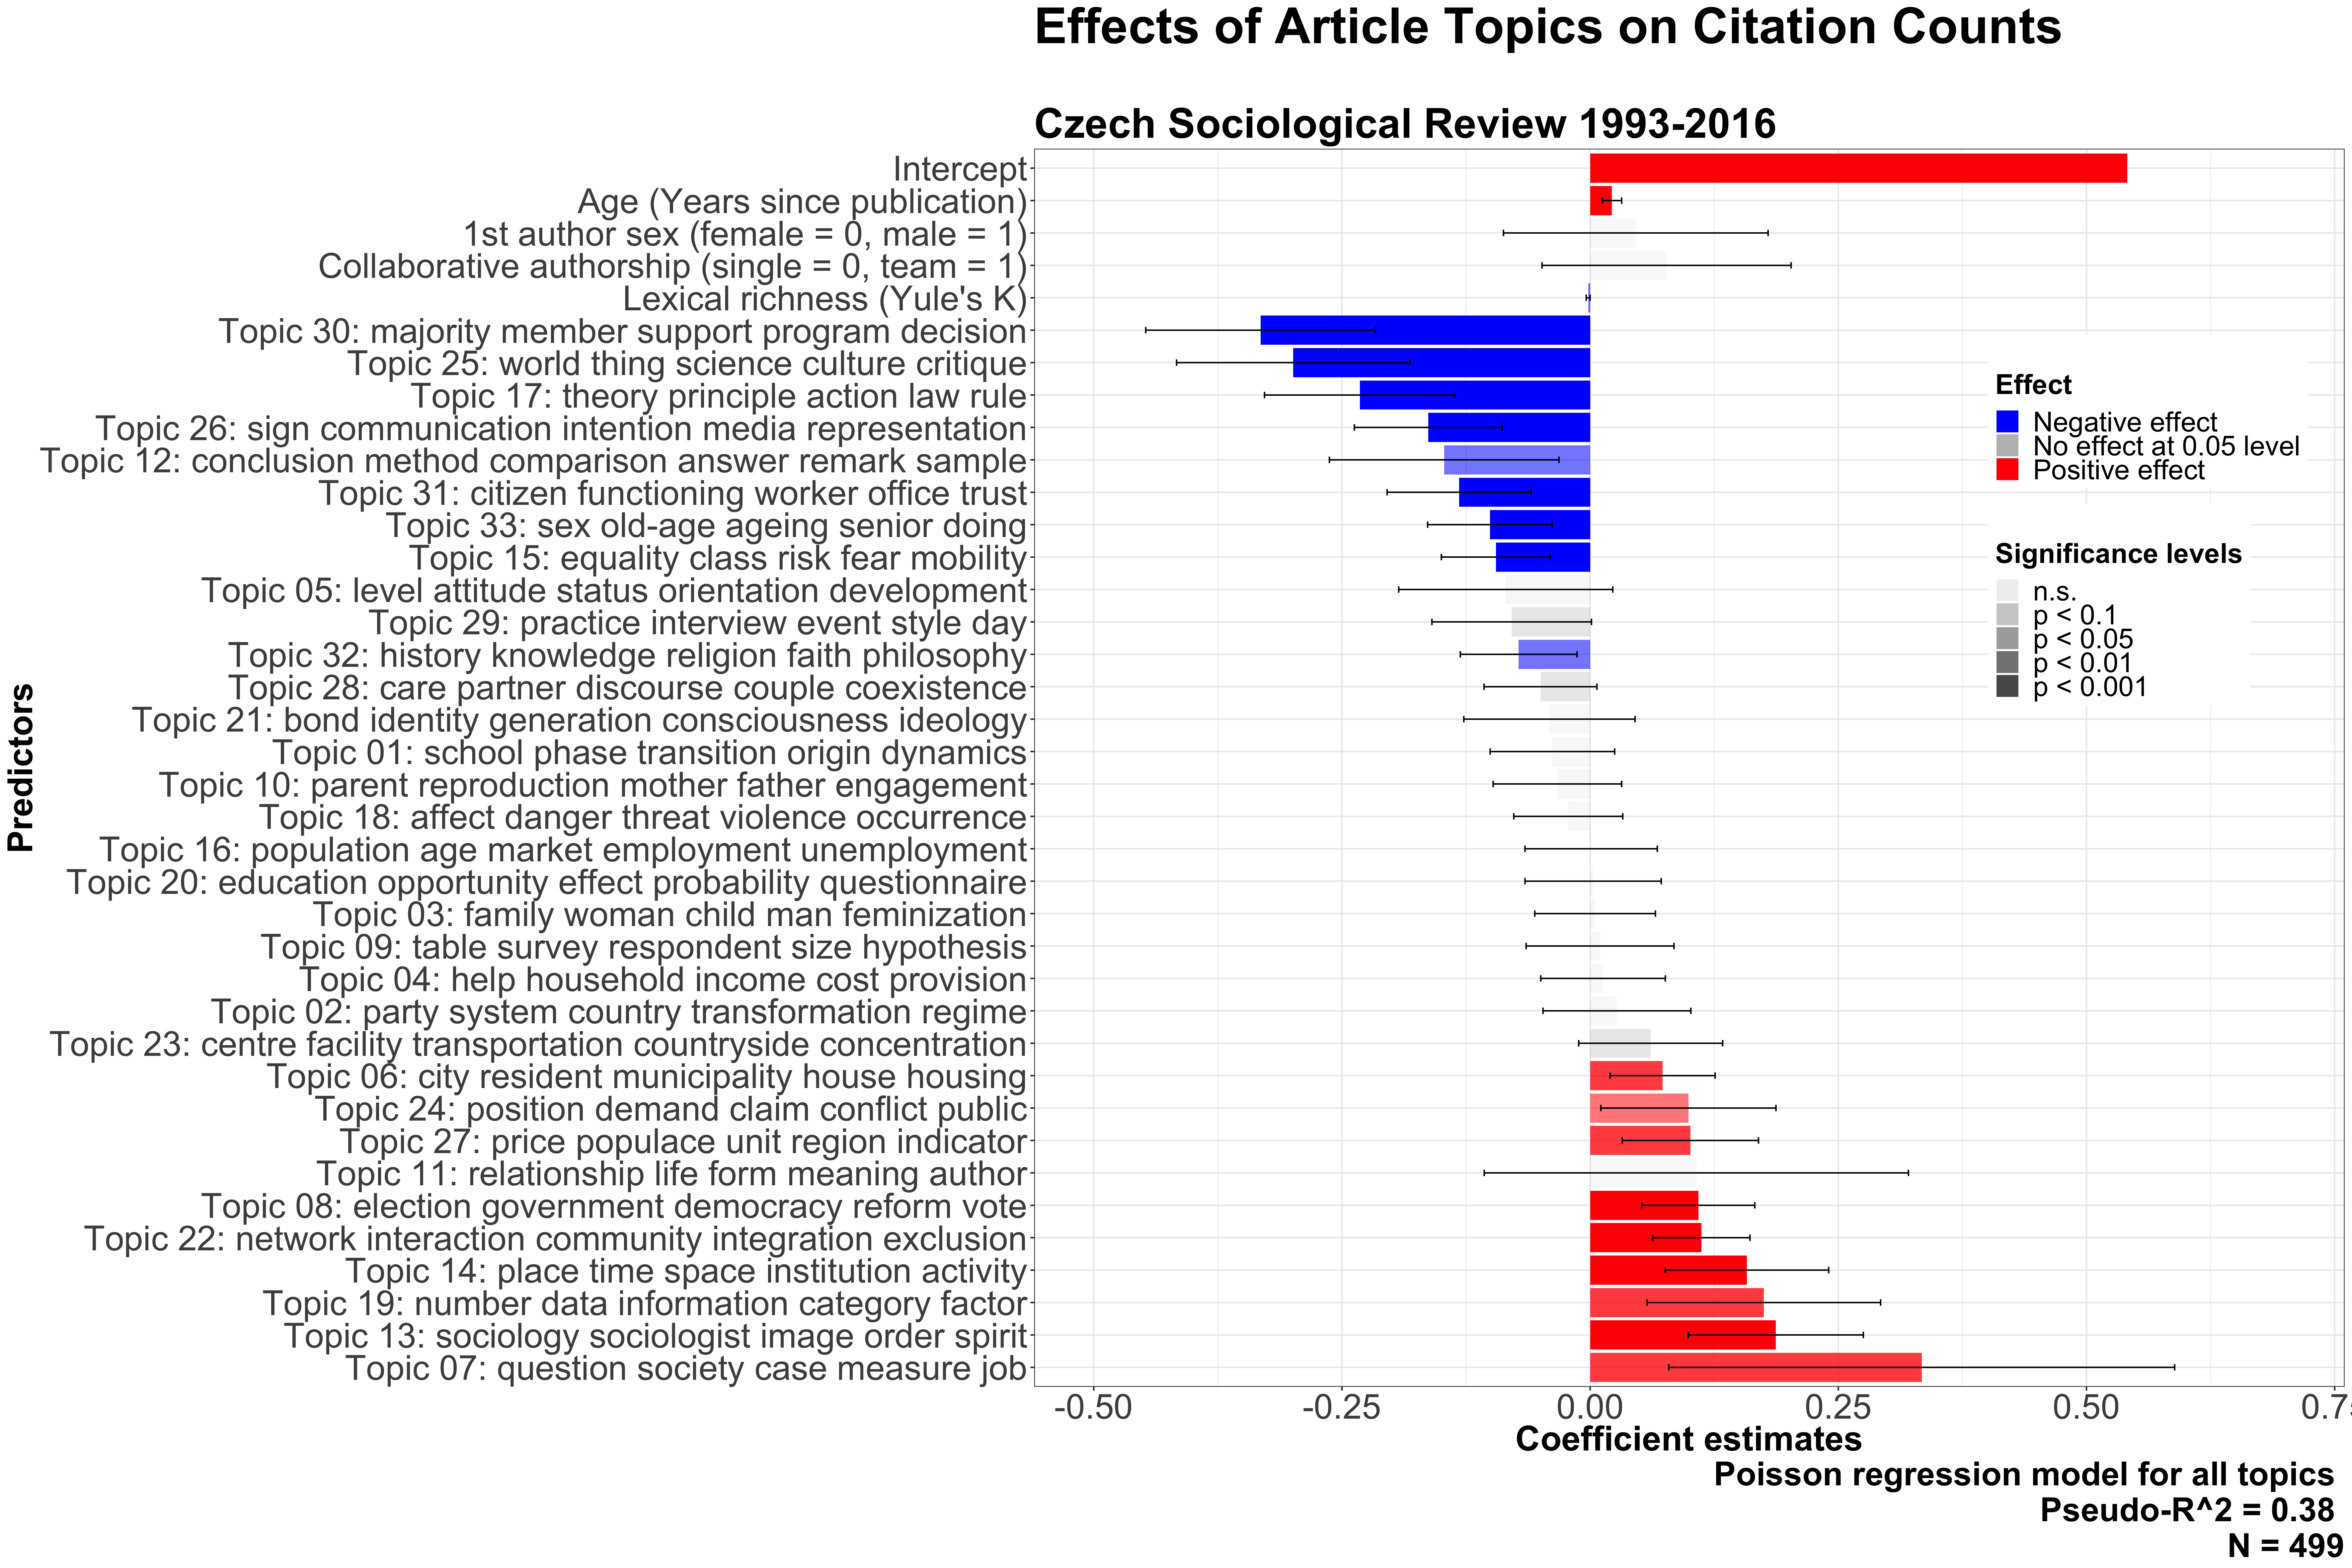 Effects of Article Topics on Citation Counts
Czech Sociological Review 1993-2016
Predictors
Intercept
Age (Years since publication)
1st author sex (female = 0, male = 1)
Collaborative authorship (single = 0, team = 1)
Lexical richness (Yule's K)
Topic 30: majority member support program decision
Topic 25: world thing science culture critique
Topic 17: theory principle action law rule
Topic 26: sign communication intention media representation
Topic 12: conclusion method comparison answer remark sample
Topic 31: citizen functioning worker office trust
Topic 33: sex old-age ageing senior doing
Topic 15: equality class risk fear mobility
Topic 05: level attitude status orientation development
Topic 29: practice interview event style day
Topic 32: history knowledge religion faith philosophy
Topic 28: care partner discourse couple coexistence
Topic 21: bond identity generation consciousness ideology
Topic 01: school phase transition origin dynamics
Topic 10: parent reproduction mother father engagement
Topic 18: affect danger threat violence occurrence
Topic 16: population age market employment unemployment
Topic 20: education opportunity effect probability questionnaire
Topic 03: family woman child man feminization
Topic 09: table survey respondent size hypothesis
Topic 04: help household income cost provision
Topic 02: party system country transformation regime
Topic 23: centre facility transportation countryside concentration
Topic 06: city resident municipality house housing
Topic 24: position demand claim conflict public
Topic 27: price populace unit region indicator
Topic 11: relationship life form meaning author
Topic 08: election government democracy reform vote
Topic 22: network interaction community integration exclusion
Topic 14: place time space institution activity
Topic 19: number data information category factor
Topic 13: sociology sociologist image order spirit
Topic 07: question society case measure job
Effect
Negative effect
No effect at 0.05 level
Positive effect
Significance levels
n.s.
p < 0.1
p < 0.05
p < 0.01
p < 0.001
-0.50 -0.25 0.00 0.25 0.50 0.75
Coefficient estimates
Poisson regression model for all topics
Pseudo-R^2 = 0.38
N = 499